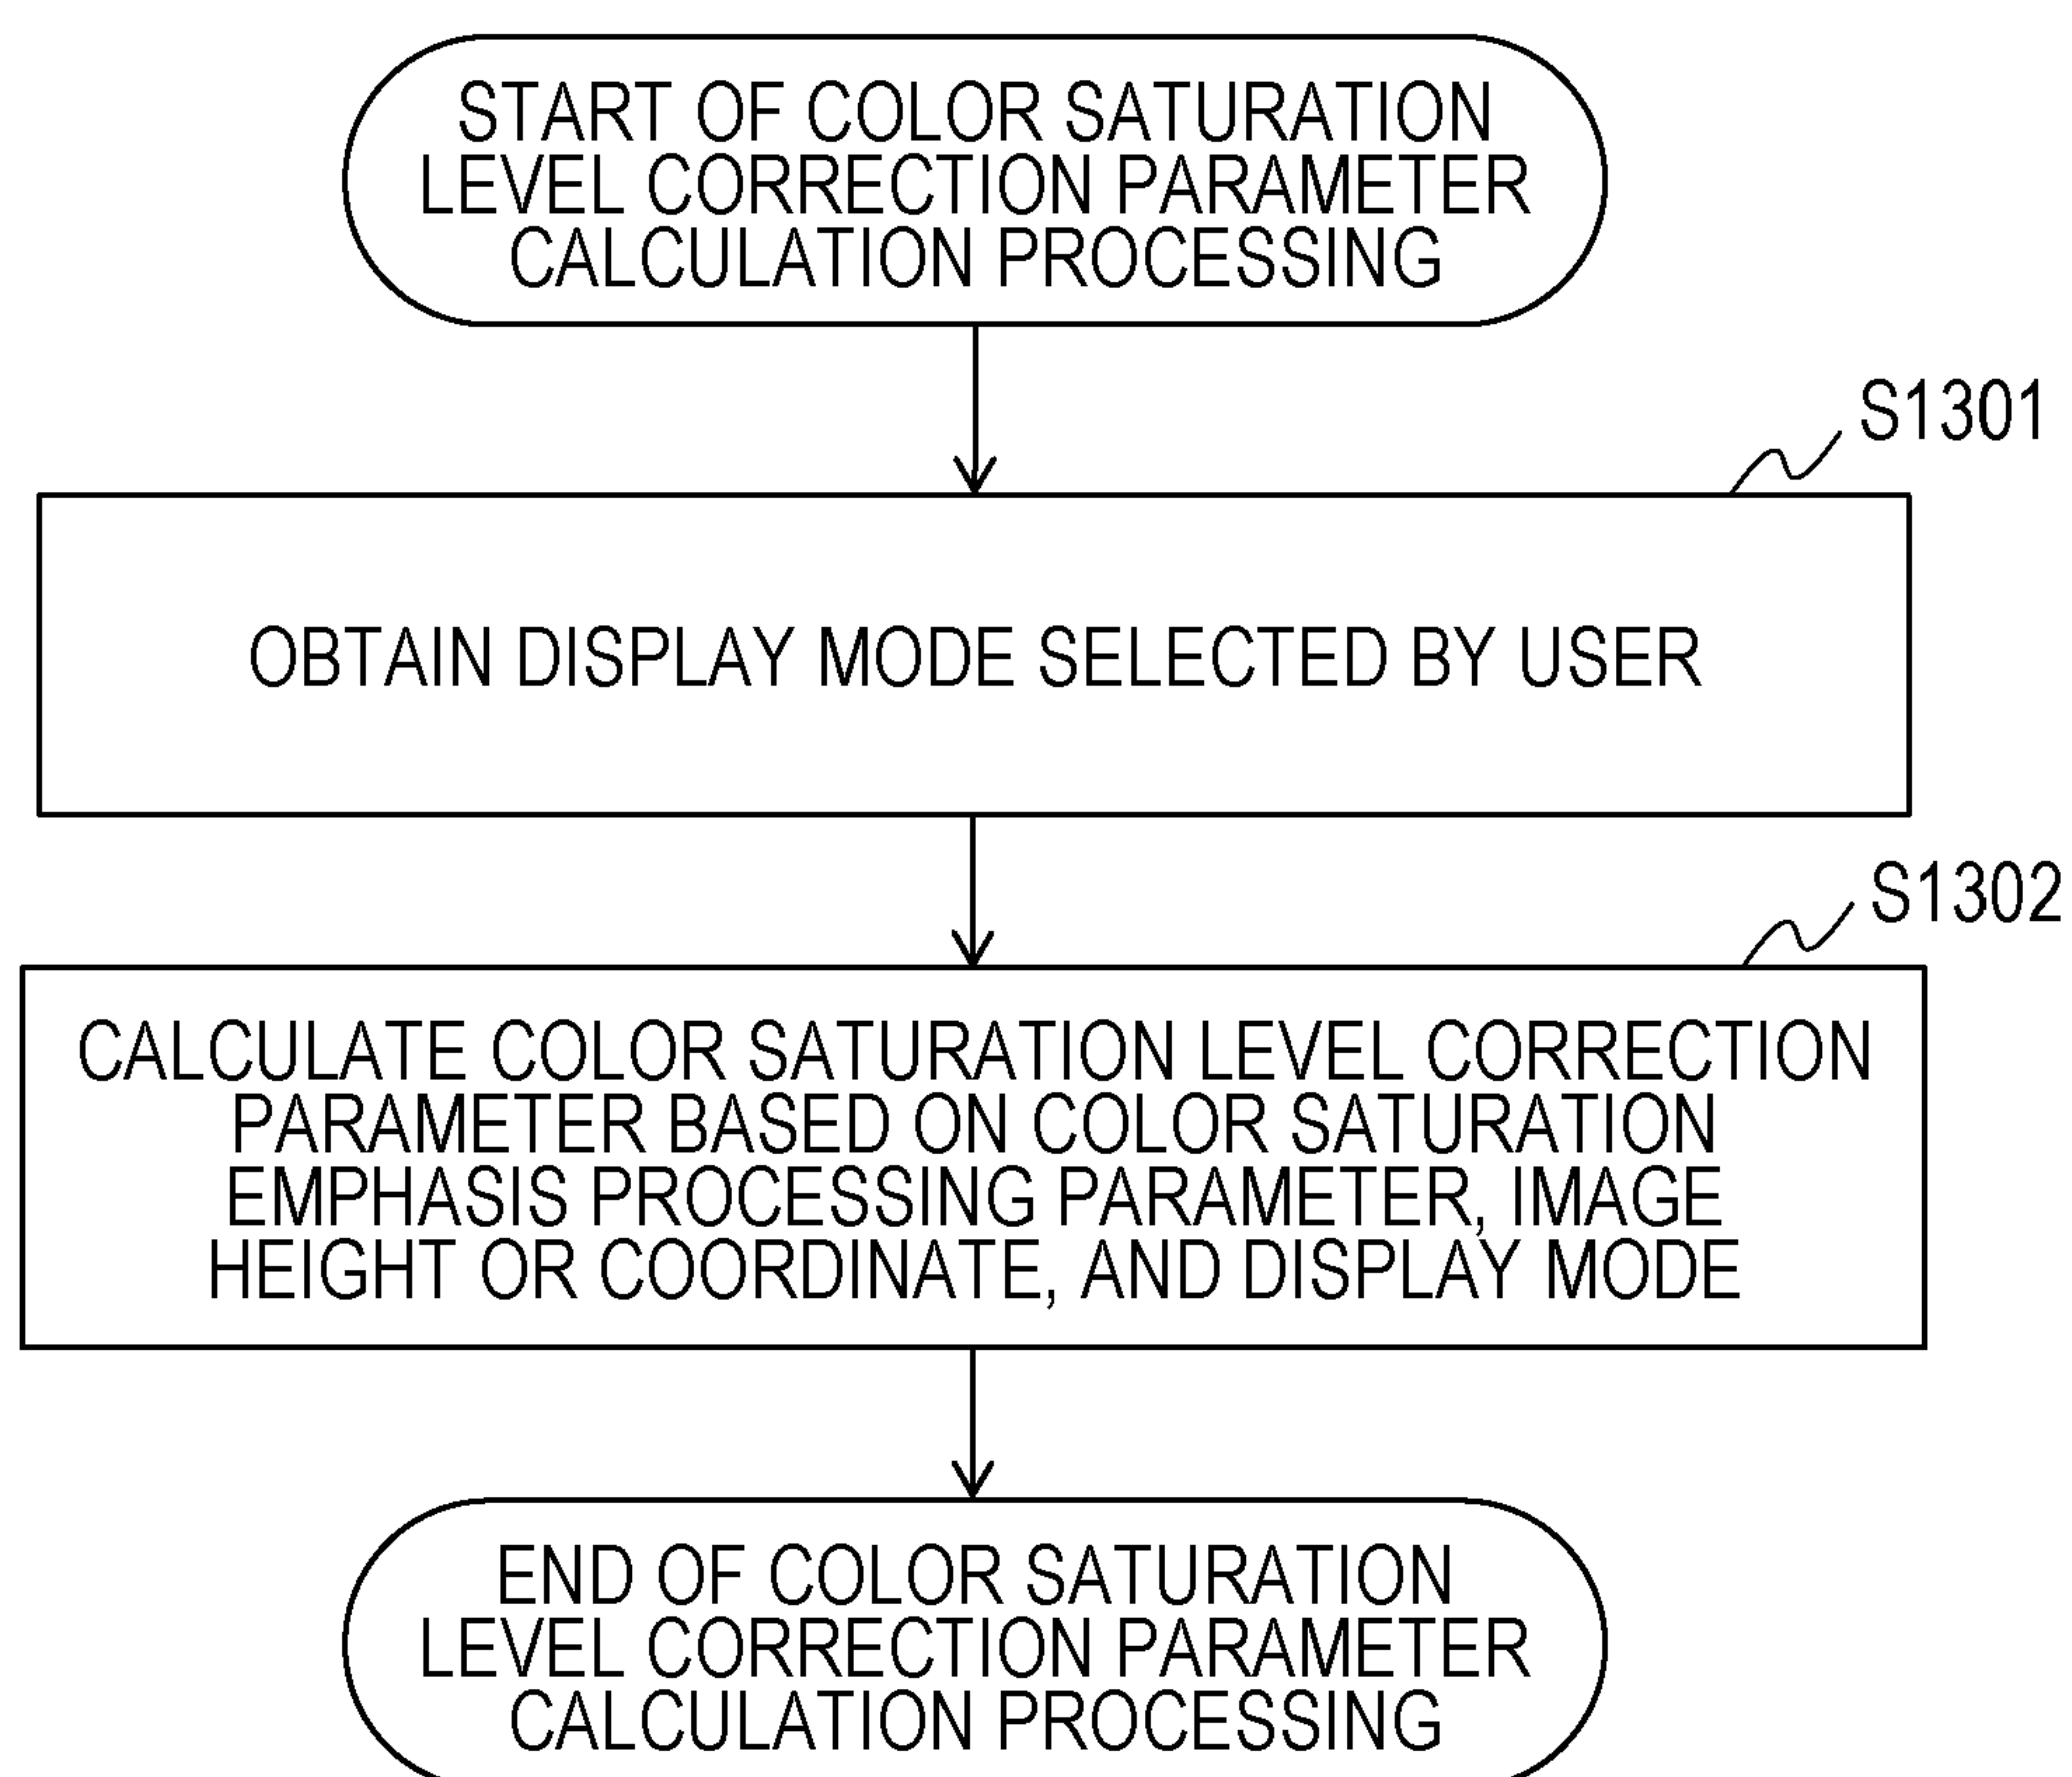 START OF COLOR SATURATION
LEVEL CORRECTION PARAMETER
CALCULATION PROCESSING
S1301
OBTAIN DISPLAY MODE SELECTED BY USER
S1302
CALCULATE COLOR SATURATION LEVEL CORRECTION
PARAMETER BASED ON COLOR SATURATION
EMPHASIS PROCESSING PARAMETER, IMAGE
HEIGHT OR COORDINATE, AND DISPLAY MODE
END OF COLOR SATURATION
LEVEL CORRECTION PARAMETER
CALCULATION PROCESSING